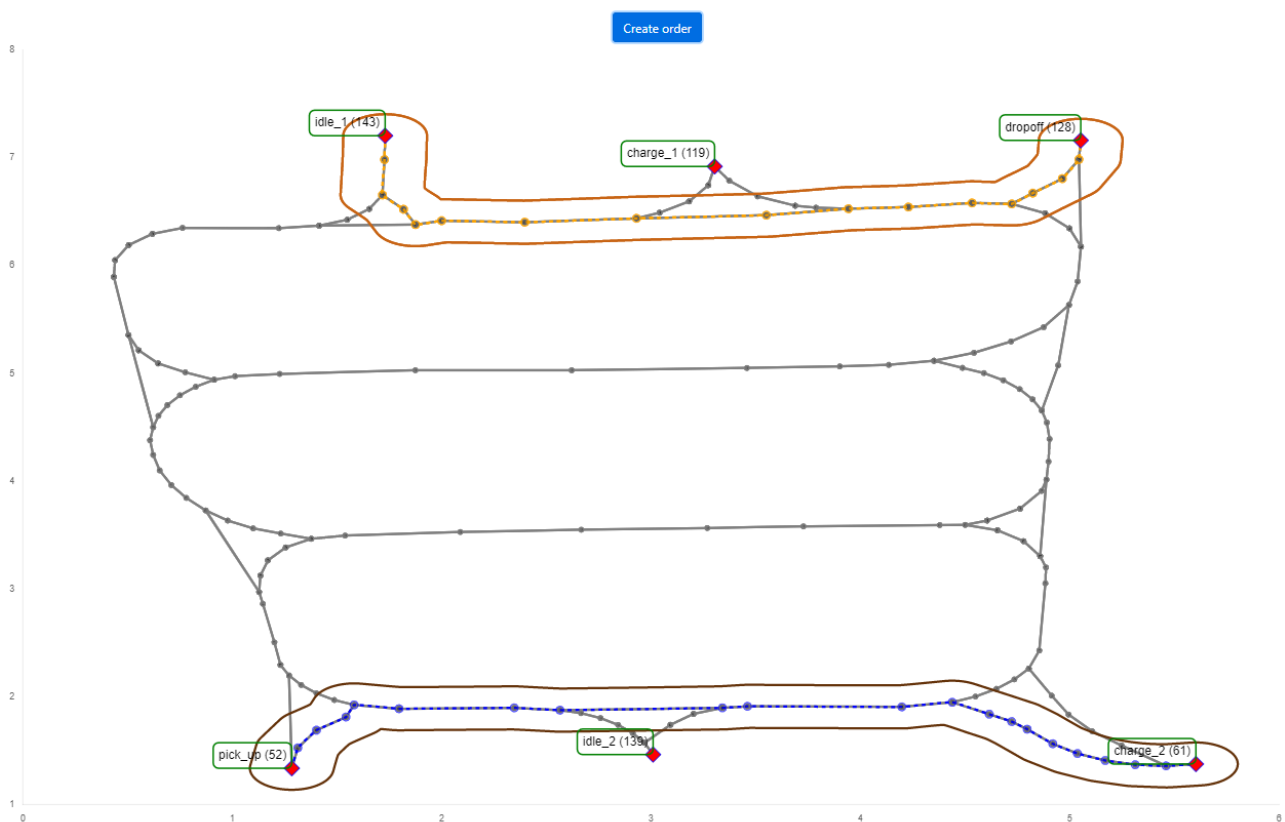 Create order
8
idle_1 (143)
dropoff (128)
charge_1 (119)
7
6
5
4
3
2
idle_2 (139)
pick_up (52)
charge_2 (61)
1
0
1
2
3
4
5
6